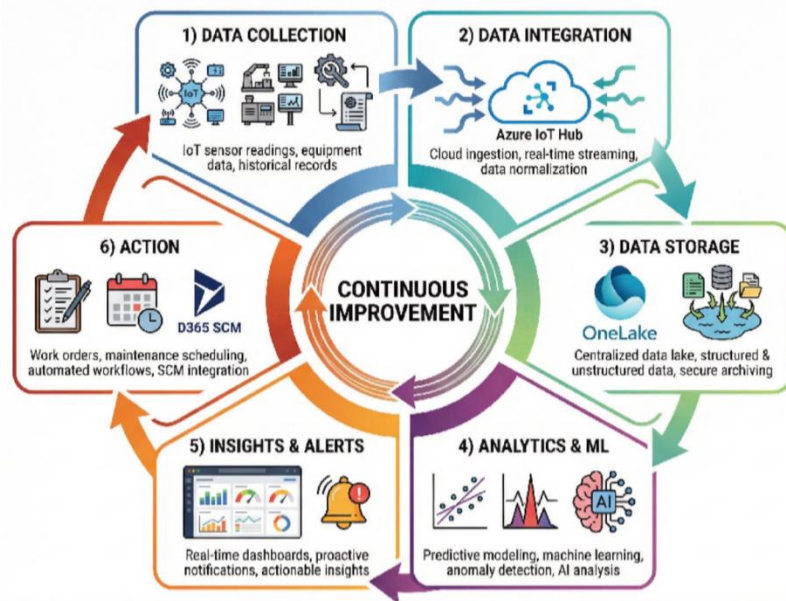 1) DATA COLLECTION
IoT
IoT sensor readings, equipment
data, historical records
2) DATA INTEGRATION
Azure IoT Hub
Cloud ingestion, real-time streaming,
data normalization
3) DATA STORAGE
OneLake
Centralized data lake, structured &
unstructured data, secure archiving
4) ANALYTICS & ML
AI
Predictive modeling, machine learning,
anomaly detection, AI analysis
5) INSIGHTS & ALERTS
Real-time dashboards, proactive
notifications, actionable insights
6) ACTION
D365 SCM
Work orders, maintenance scheduling,
automated workflows, SCM integration
CONTINUOUS
IMPROVEMENT